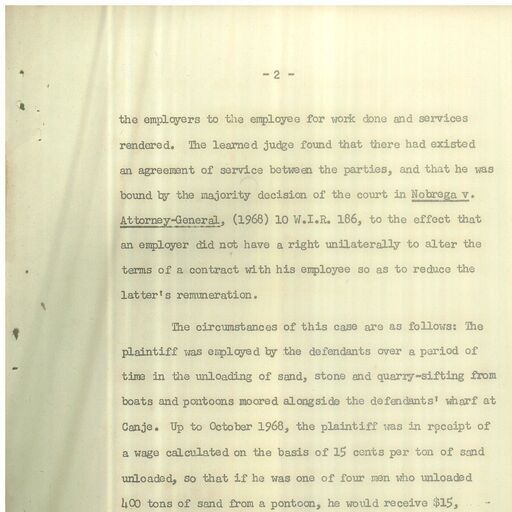 - 2 -
the employers to the employee for work done and services
rendered. The learned judge found that there had existed
an agreement of service between the parties, and that he was
bound by the majority decision of the court in Nobrega v.
Attorney-General, (1968) 10 W.I.R. 186, to the effect that
an employer did not have a right unilaterally to alter the
terms of a contract with his employee so as to reduce the
latter's remuneration.
The circumstances of this case are as follows: The
plaintiff was employed by the defendants over a period of
time in the unloading of sand, stone and quarry-sifting from
boats and pontoons moored alongside the defendants' wharf at
Canje. Up to October 1968, the plaintiff was in receipt of
a wage calculated on the basis of 15 cents per ton of sand
unloaded, so that if he was one of four men who unloaded
400 tons of sand from a pontoon, he would receive $15,